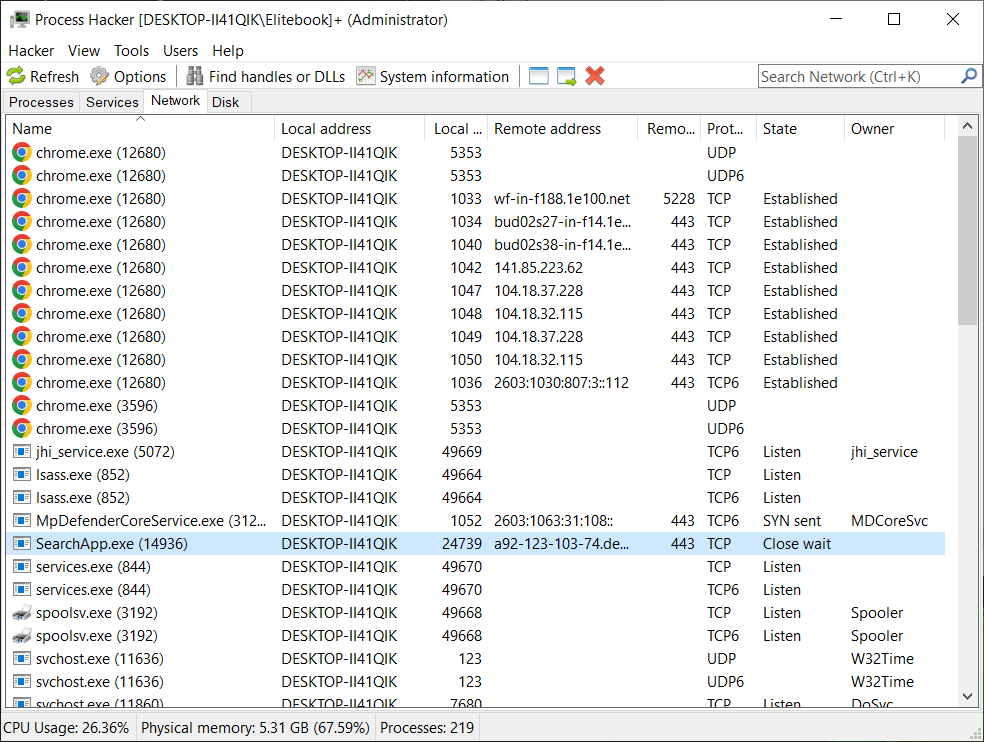 Process Hacker [DESKTOP-II41QIK\Elitebook]+ (Administrator)
Hacker View Tools Users Help
Refresh Options Find handles or DLLs System information Search Network (Ctrl+K)
Processes Services Network Disk
Name Local address Local ... Remote address Remo... Prot... State Owner
chrome.exe (12680) DESKTOP-II41QIK 5353 UDP
chrome.exe (12680) DESKTOP-II41QIK 5353 UDP6
chrome.exe (12680) DESKTOP-II41QIK 1033 wf-in-f188.1e100.net 5228 TCP Established
chrome.exe (12680) DESKTOP-II41QIK 1034 bud02s27-in-f14.1e... 443 TCP Established
chrome.exe (12680) DESKTOP-II41QIK 1040 bud02s38-in-f14.1e... 443 TCP Established
chrome.exe (12680) DESKTOP-II41QIK 1042 141.85.223.62 443 TCP Established
chrome.exe (12680) DESKTOP-II41QIK 1047 104.18.37.228 443 TCP Established
chrome.exe (12680) DESKTOP-II41QIK 1048 104.18.32.115 443 TCP Established
chrome.exe (12680) DESKTOP-II41QIK 1049 104.18.37.228 443 TCP Established
chrome.exe (12680) DESKTOP-II41QIK 1050 104.18.32.115 443 TCP Established
chrome.exe (12680) DESKTOP-II41QIK 1036 2603:1030:807:3::112 443 TCP6 Established
chrome.exe (3596) DESKTOP-II41QIK 5353 UDP
chrome.exe (3596) DESKTOP-II41QIK 5353 UDP6
jhi_service.exe (5072) DESKTOP-II41QIK 49669 TCP6 Listen jhi_service
lsass.exe (852) DESKTOP-II41QIK 49664 TCP Listen
lsass.exe (852) DESKTOP-II41QIK 49664 TCP6 Listen
MpDefenderCoreService.exe (312... DESKTOP-II41QIK 1052 2603:1063:31:108:: 443 TCP6 SYN sent MDCoreSvc
SearchApp.exe (14936) DESKTOP-II41QIK 24739 a92-123-103-74.de... 443 TCP Close wait
services.exe (844) DESKTOP-II41QIK 49670 TCP Listen
services.exe (844) DESKTOP-II41QIK 49670 TCP6 Listen
spoolsv.exe (3192) DESKTOP-II41QIK 49668 TCP Listen Spooler
spoolsv.exe (3192) DESKTOP-II41QIK 49668 TCP6 Listen Spooler
svchost.exe (11636) DESKTOP-II41QIK 123 UDP W32Time
svchost.exe (11636) DESKTOP-II41QIK 123 UDP6 W32Time
svchost.exe (11860) DESKTOP-II41QIK 7680 TCP Listen DoSvc
CPU Usage: 26.36% Physical memory: 5.31 GB (67.59%) Processes: 219